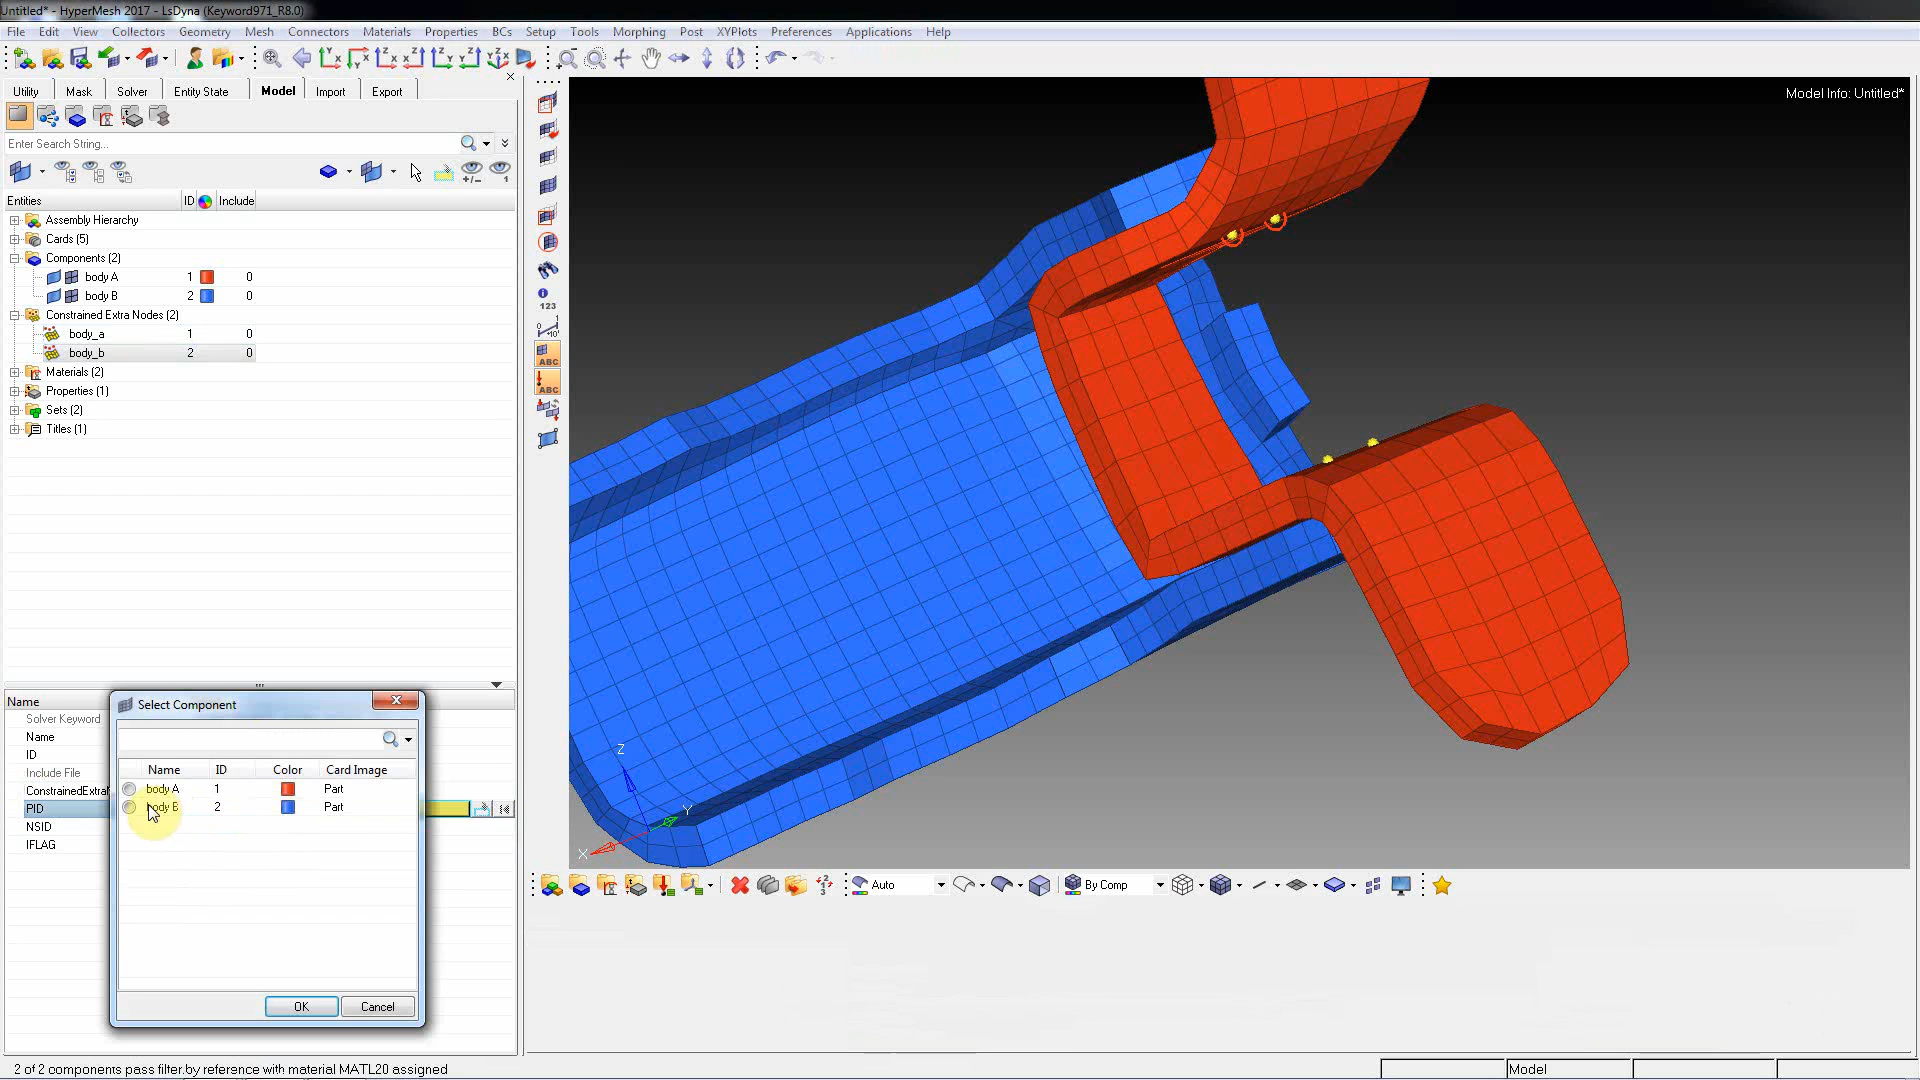 Untitled* - HyperMesh 2017 - LsDyna (Keyword971_R8.0)
File Edit View Collectors Geometry Mesh Connectors Materials Properties BCs Setup Tools Morphing Post XYPlots Preferences Applications Help
Utility Mask Solver Entity State Model Import Export
Model Info: Untitled*
Enter Search String...
Entities ID Include
Assembly Hierarchy
Cards (5)
Components (2)
body A 1 0
body B 2 0
Constrained Extra Nodes (2)
body_a 1 0
body_b 2 0
Materials (2)
Properties (1)
Sets (2)
Titles (1)
123
ABC
ABC
Name
Solver Keyword
Name
ID
Include File
ConstrainedExtra
PID
NSID
IFLAG
Select Component
Name ID Color Card Image
body A 1 Part
body B 2 Part
OK Cancel
Z
Y
X
Auto By Comp
2 of 2 components pass filter.by reference with material MATL20 assigned
Model